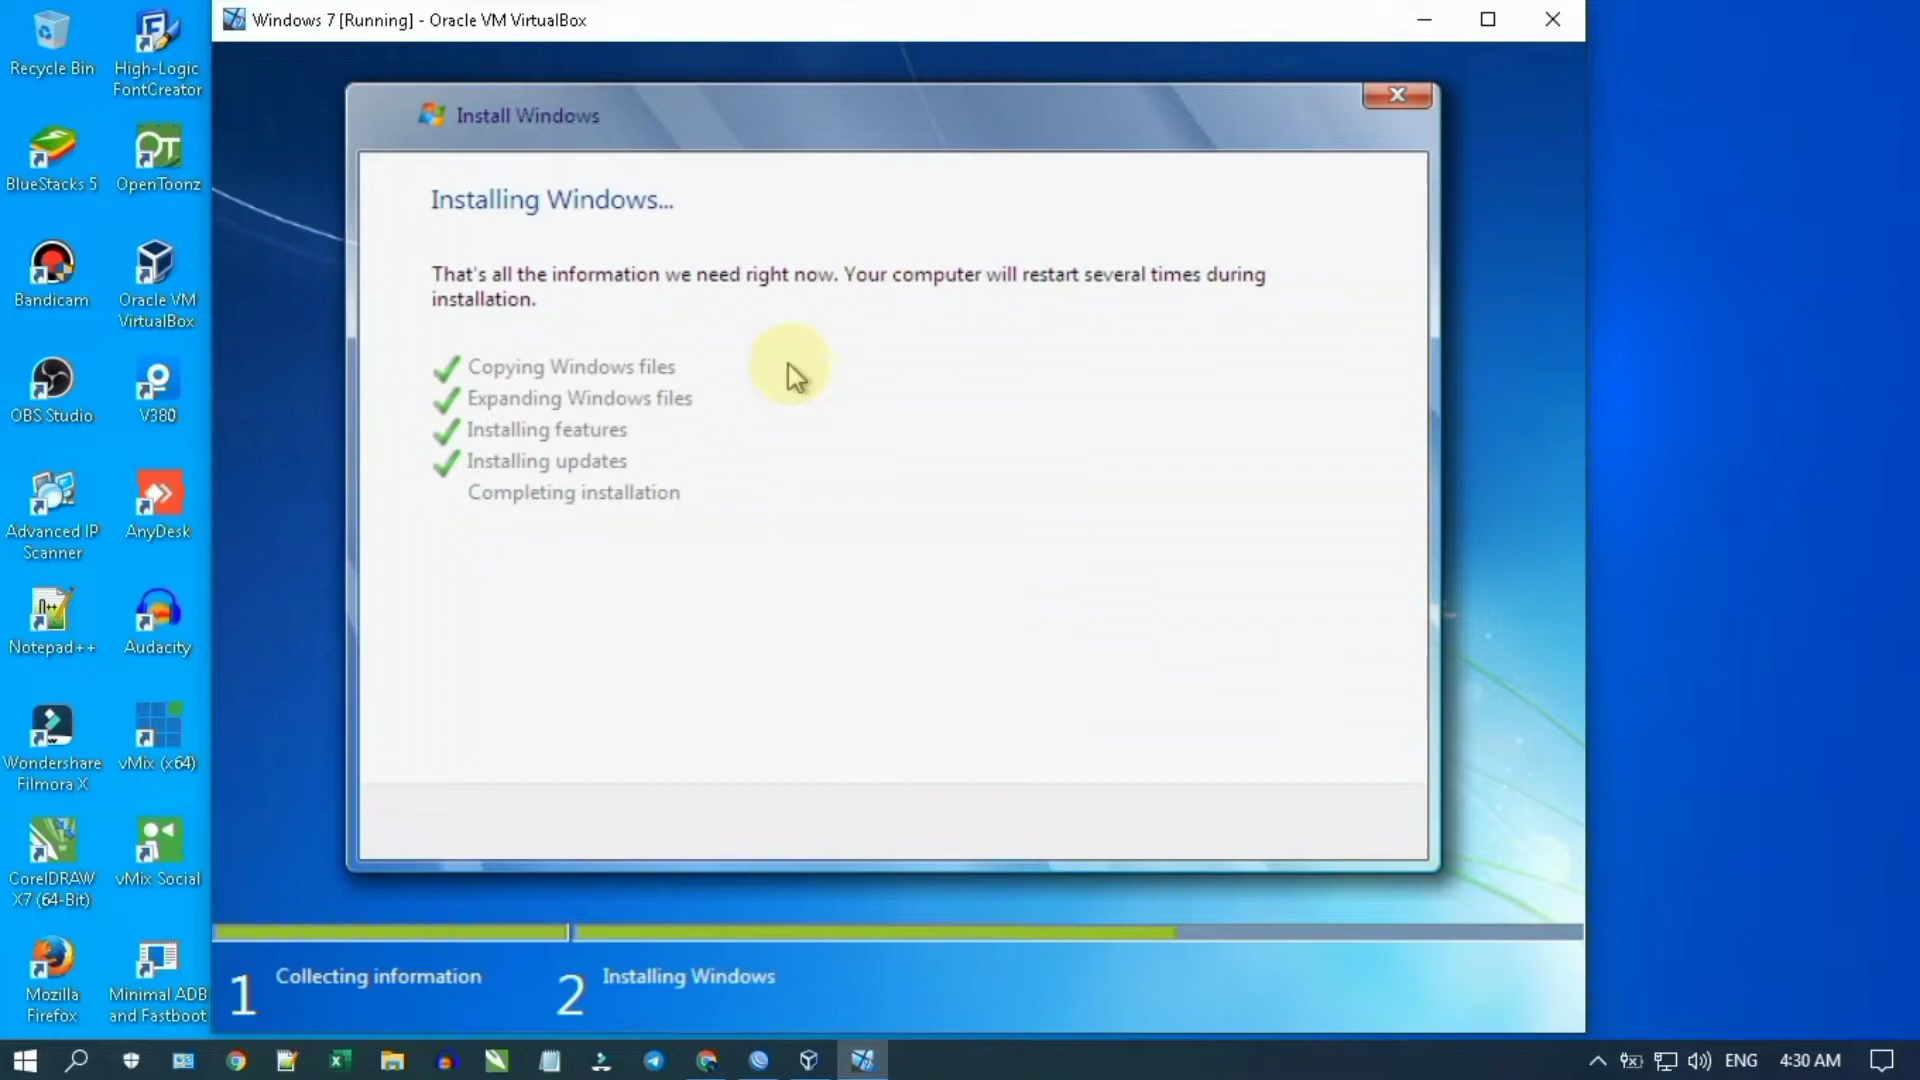 Windows 7 [Running] - Oracle VM VirtualBox
Recycle Bin
High-Logic
FontCreator
BlueStacks 5
OpenToonz
Bandicam
Oracle VM
VirtualBox
OBS Studio
V380
Advanced IP
Scanner
AnyDesk
Notepad++
Audacity
Wondershare
Filmora X
vMix (x64)
CorelDRAW
X7 (64-Bit)
vMix Social
Mozilla
Firefox
Minimal ADB
and Fastboot
Install Windows
Installing Windows...
That's all the information we need right now. Your computer will restart several times during
installation.
Copying Windows files
Expanding Windows files
Installing features
Installing updates
Completing installation
1 Collecting information
2 Installing Windows
ENG
4:30 AM